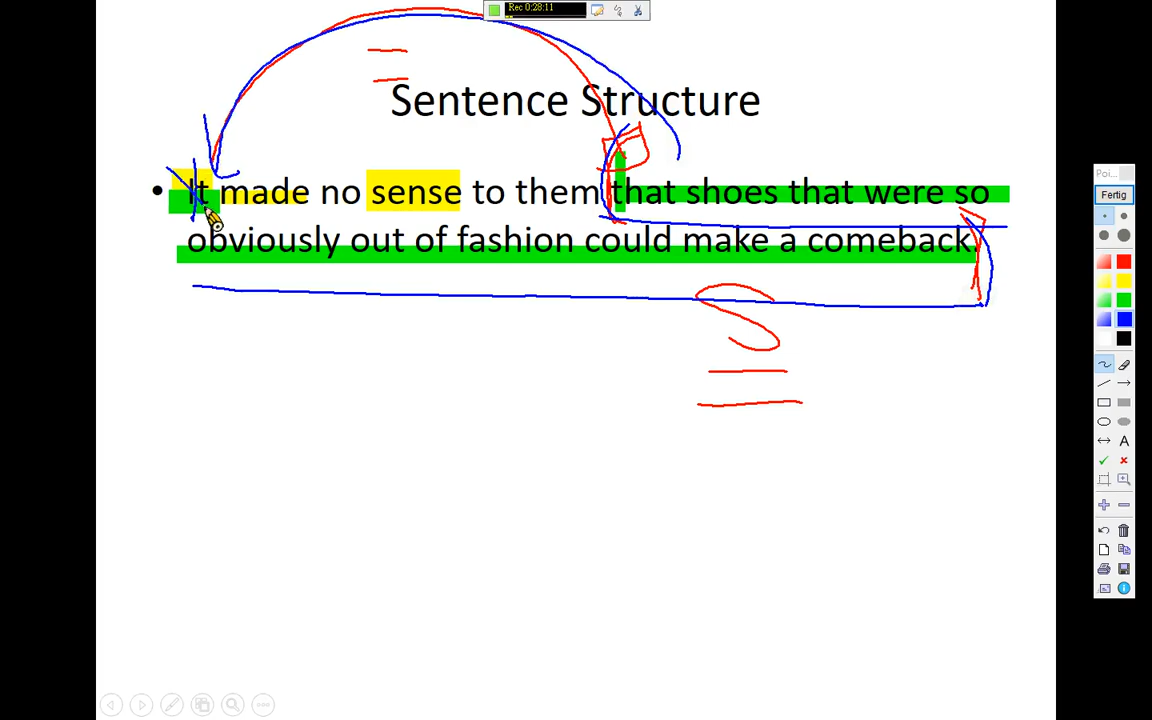 Rec 0:28:11
Sentence Structure
• It made no sense to them that shoes that were so
obviously out of fashion could make a comeback.
S
Poi...
Fertig
A